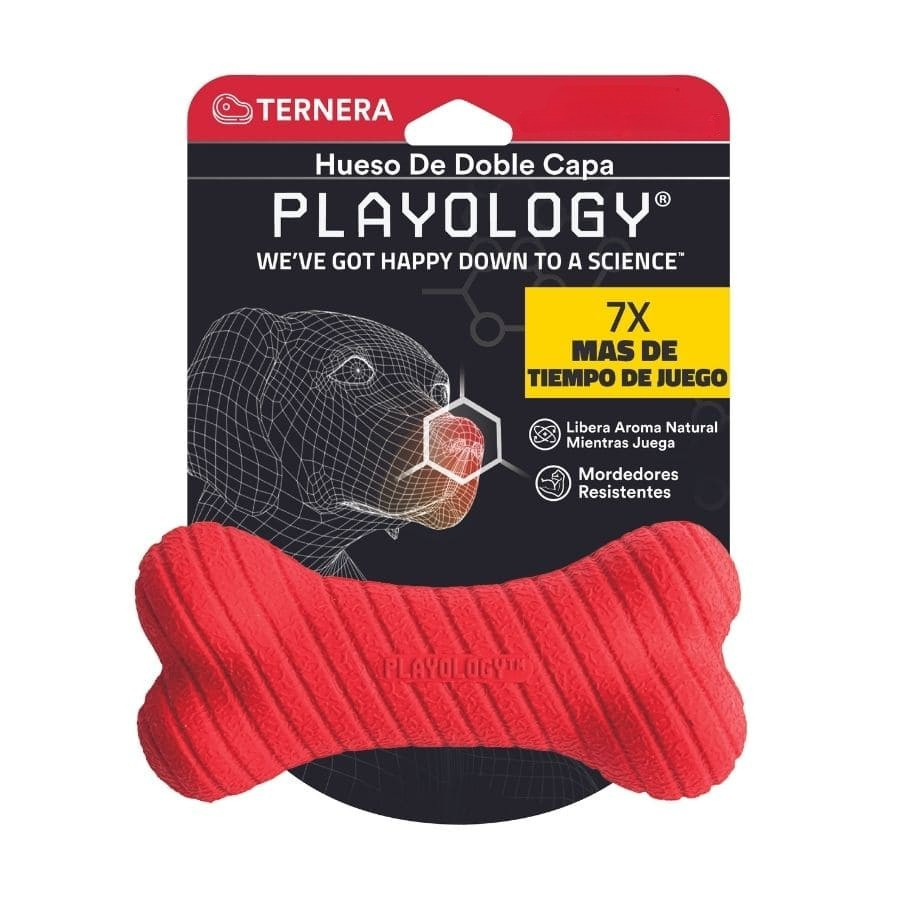 TERNERA
Hueso De Doble Capa
PLAYOLOGY®
WE'VE GOT HAPPY DOWN TO A SCIENCE™
7X
MAS DE
TIEMPO DE JUEGO
Libera Aroma Natural
Mientras Juega
Mordedores
Resistentes
PLAYOLOGY™